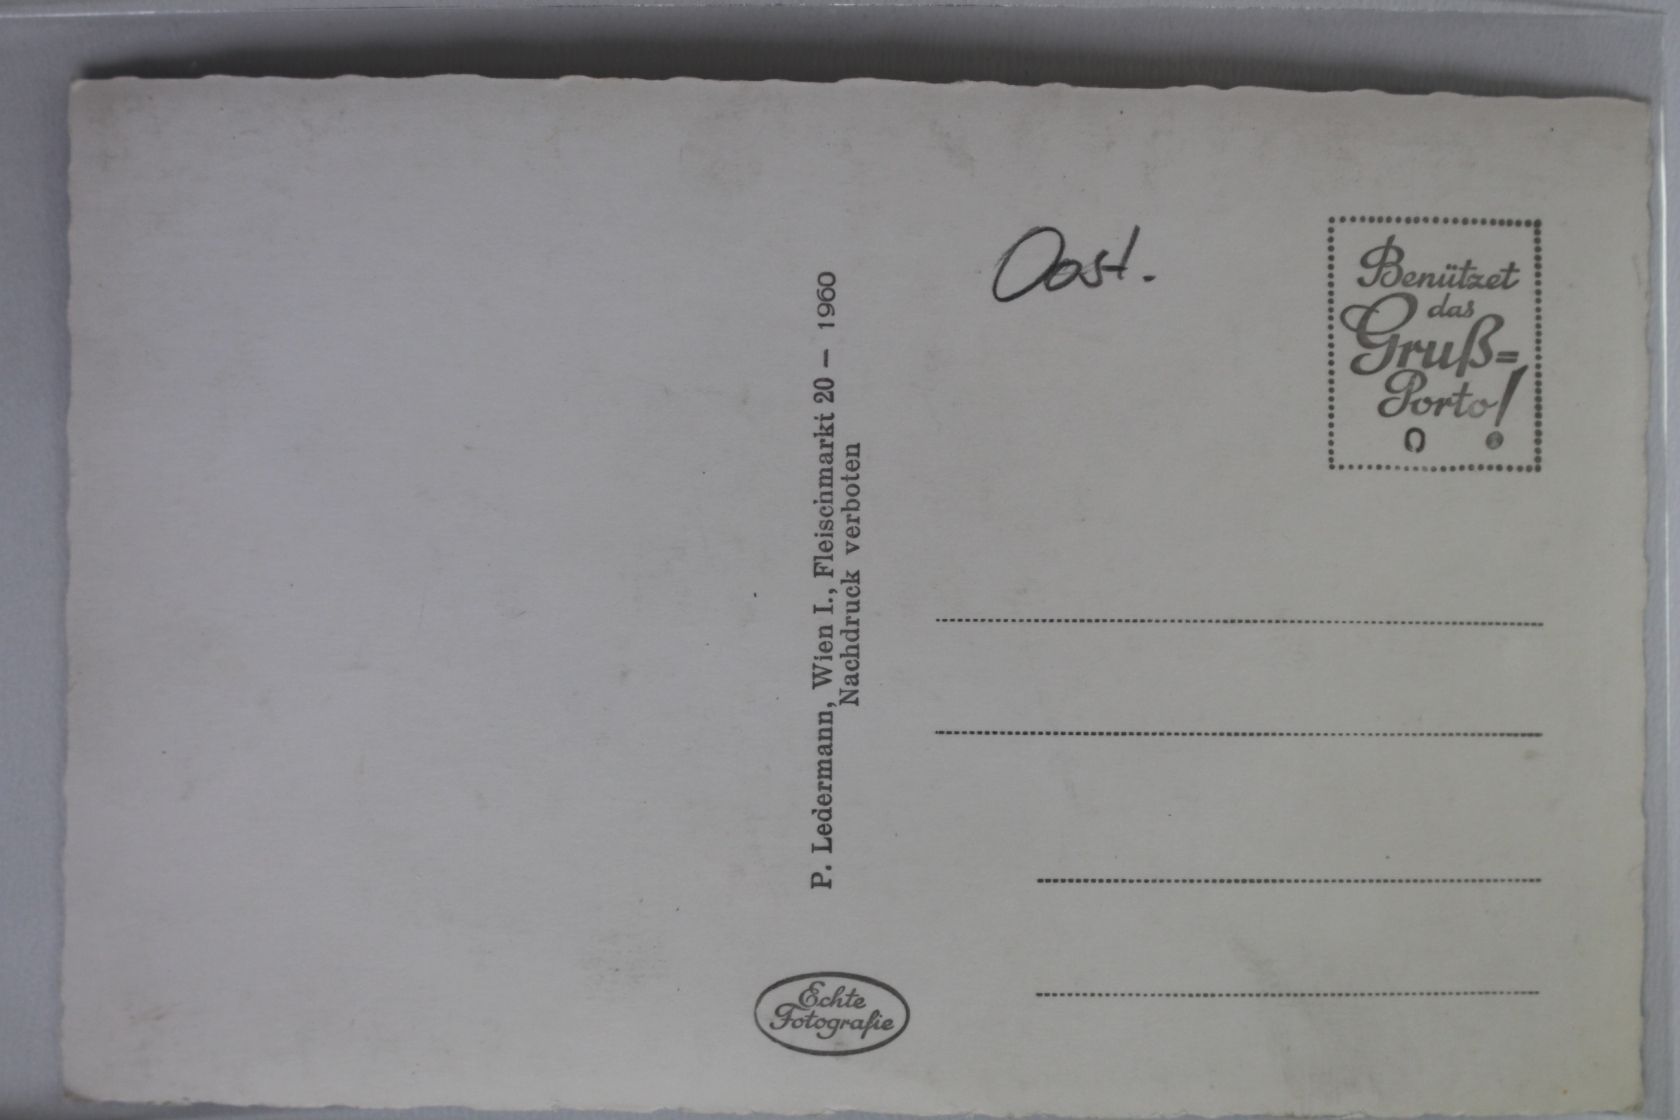 P. Ledermann, Wien I., Fleischmarkt 20 — 1960
Nachdruck verboten
Echte
Fotografie
Oost.
Benützet
das
Gruß=
Porto!